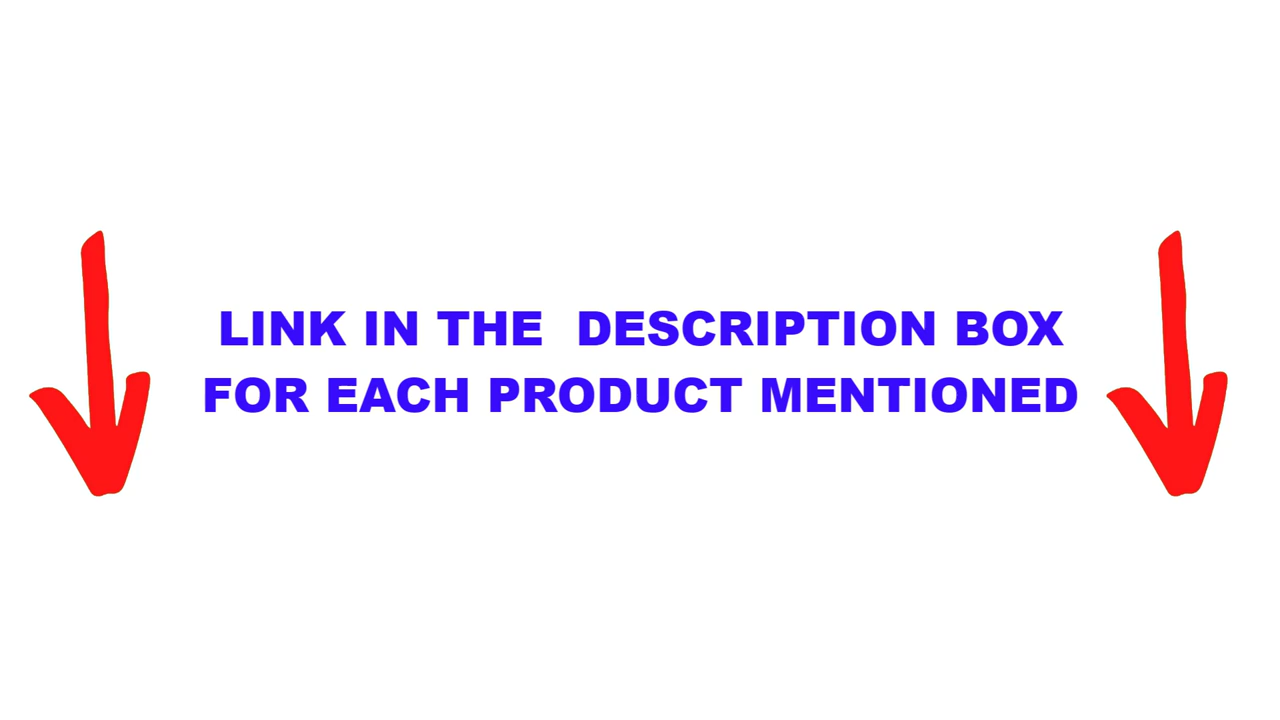 LINK IN THE  DESCRIPTION BOX
FOR EACH PRODUCT MENTIONED